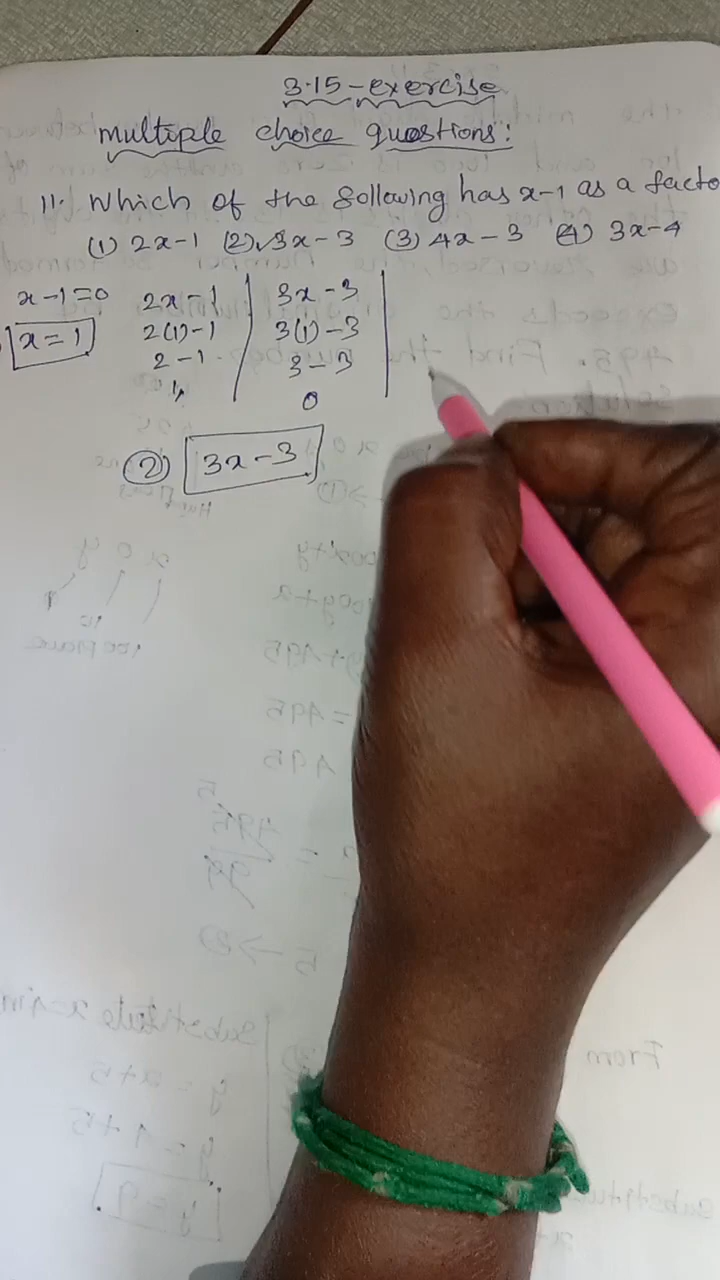 3.15-exercise
multiple choice questions:
11. Which of the following has x-1 as a facto
(1) 2x-1 (2) 3x-3 (3) 4x-3 (4) 3x-4
x-1=0 2x-1 3x-3
x=1 2(1)-1 3(1)-3
2-1 3-3
1 0
(2) 3x-3